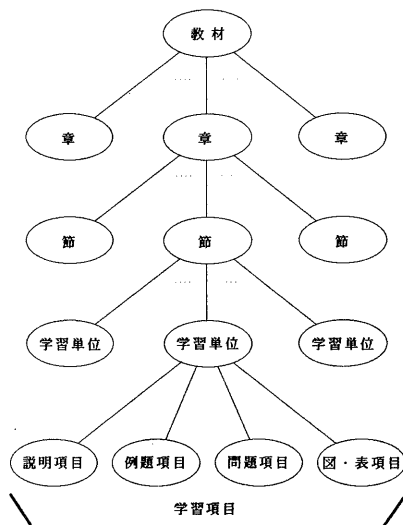 教材
章 章 章
節 節 節
学習単位 学習単位 学習単位
説明項目 例題項目 問題項目 図・表項目
学習項目